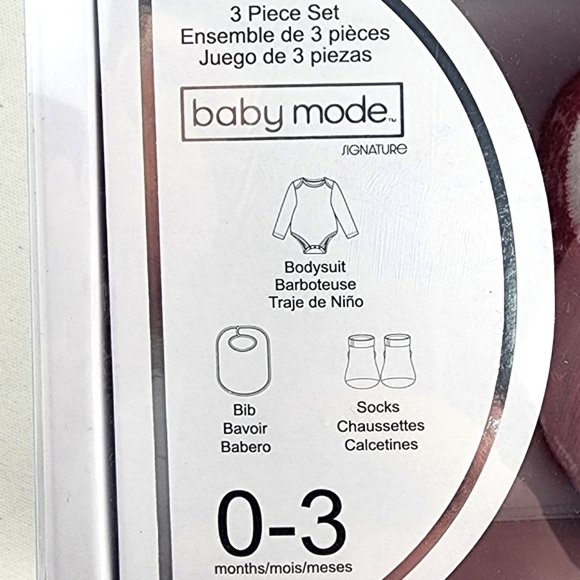 3 Piece Set
Ensemble de 3 pièces
Juego de 3 piezas
baby mode™
SIGNATURE
Bodysuit
Barboteuse
Traje de Niño
Bib
Bavoir
Babero
Socks
Chaussettes
Calcetines
0-3
months/mois/meses